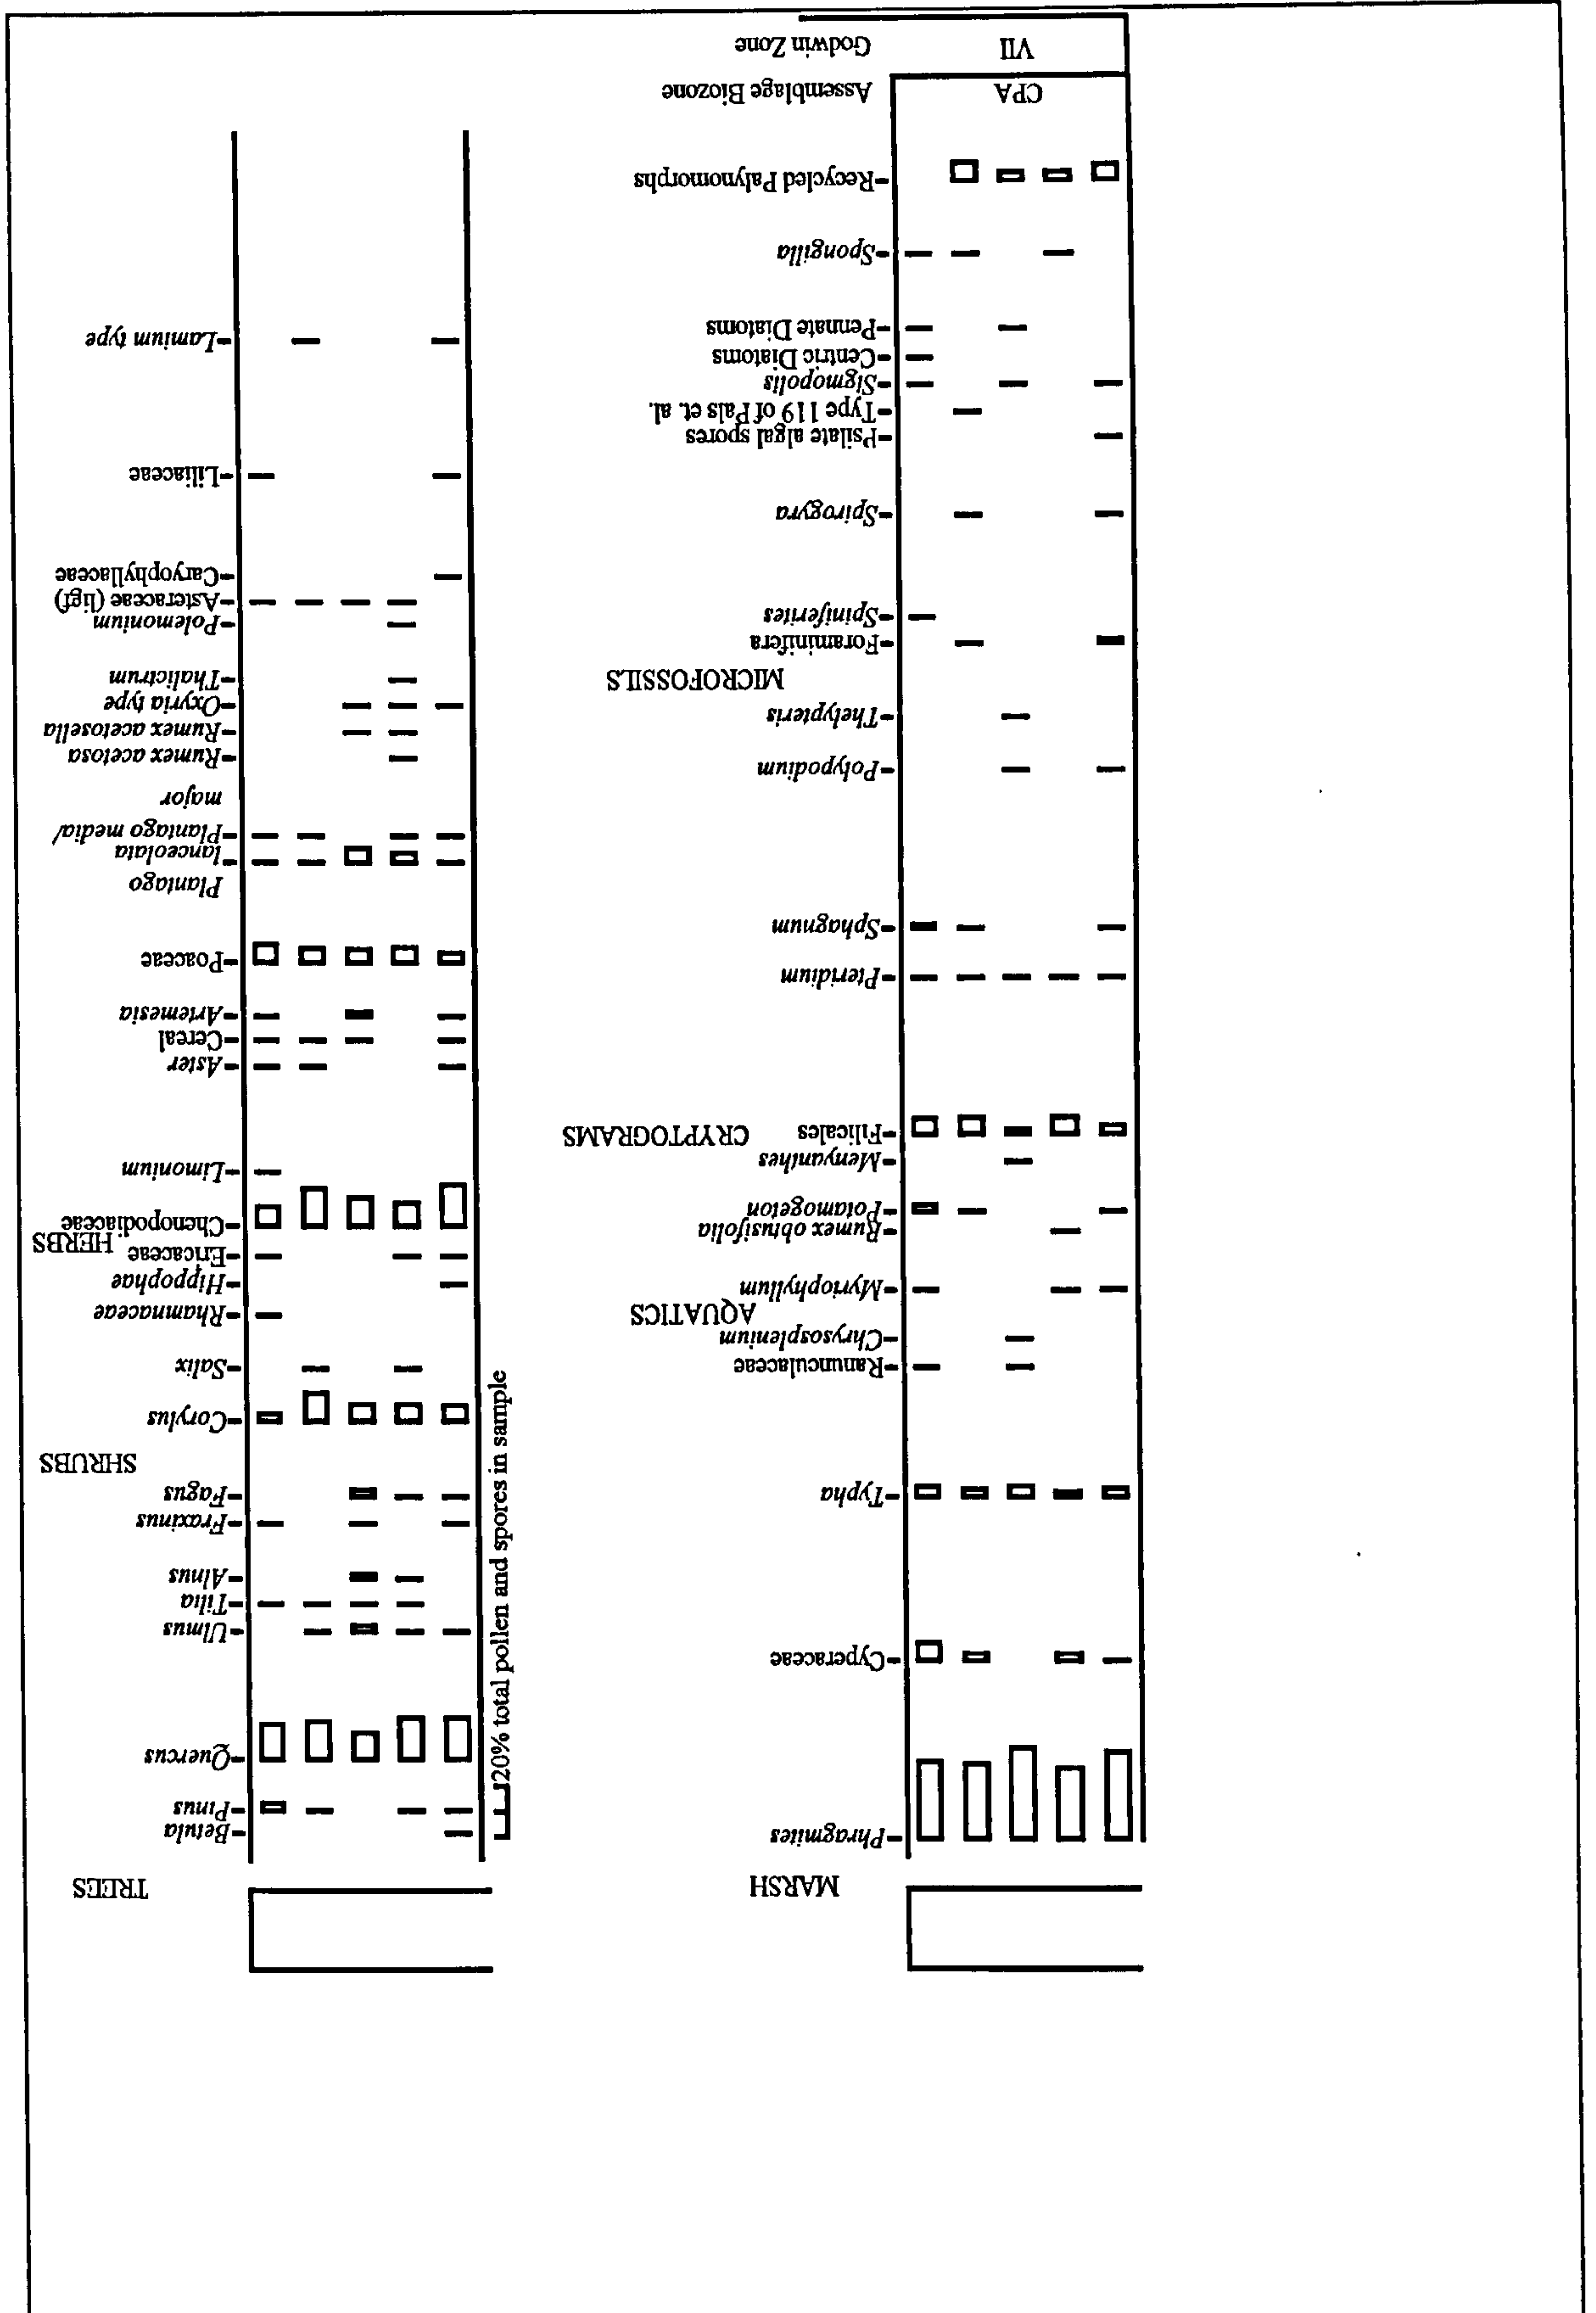 TREES
Betula
Pinus
Quercus
Ulmus
Tilia
Alnus
Fraxinus
Fagus
SHRUBS
Corylus
Salix
Rhamnaceae
Hippophae
Ericaceae
HERBS
Chenopodiaceae
Limonium
Aster
Cereal
Artemesia
Poaceae
Plantago
lanceolata
Plantago media/
major
Rumex acetosa
Rumex acetosella
Oxyria type
Thalictrum
Polemonium
Asteraceae (ligf)
Caryophyllaceae
Liliaceae
Lamium type
20% total pollen and spores in sample
MARSH
Phragmites
Cyperaceae
Typha
Ranunculaceae
Chrysosplenium
AQUATICS
Myriophyllum
Rumex obtusifolia
Potamogeton
Menyanthes
Filicales
CRYPTOGRAMS
Pteridium
Sphagnum
Polypodium
Thelypteris
MICROFOSSILS
Foraminifera
Spiniferites
Spirogyra
Psilate algal spores
Type 119 of Pals et. al.
Sigmopolis
Centric Diatoms
Pennate Diatoms
Spongilla
Recycled Palynomorphs
Assemblage Biozone
CPA
Godwin Zone
VII